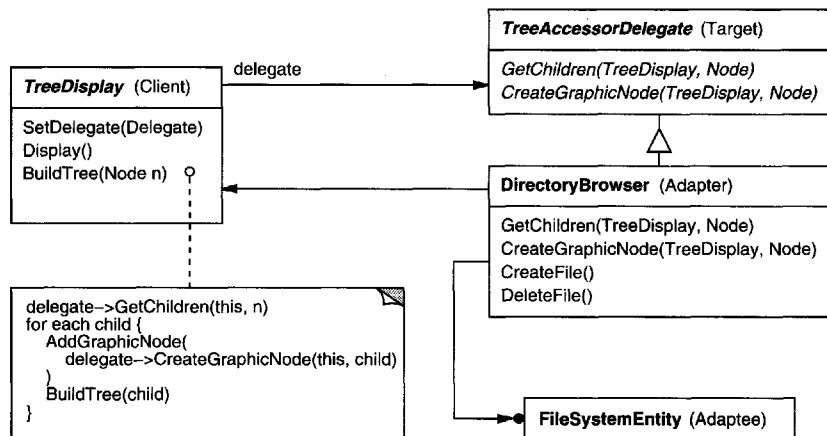 TreeAccessorDelegate (Target)
GetChildren(TreeDisplay, Node)
CreateGraphicNode(TreeDisplay, Node)
delegate
TreeDisplay (Client)
SetDelegate(Delegate)
Display()
BuildTree(Node n)
DirectoryBrowser (Adapter)
GetChildren(TreeDisplay, Node)
CreateGraphicNode(TreeDisplay, Node)
CreateFile()
DeleteFile()
delegate–>GetChildren(this, n)
for each child {
AddGraphicNode(
delegate–>CreateGraphicNode(this, child)
)
BuildTree(child)
}
FileSystemEntity (Adaptee)